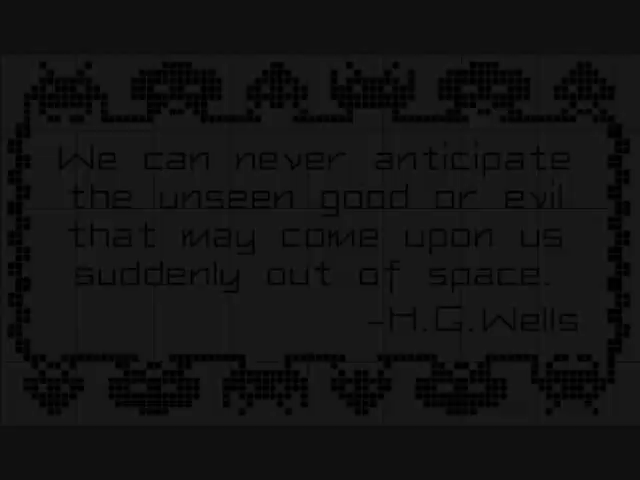 We can never anticipate
the unseen good or evil
that may come upon us
suddenly out of space.
-H.G.Wells